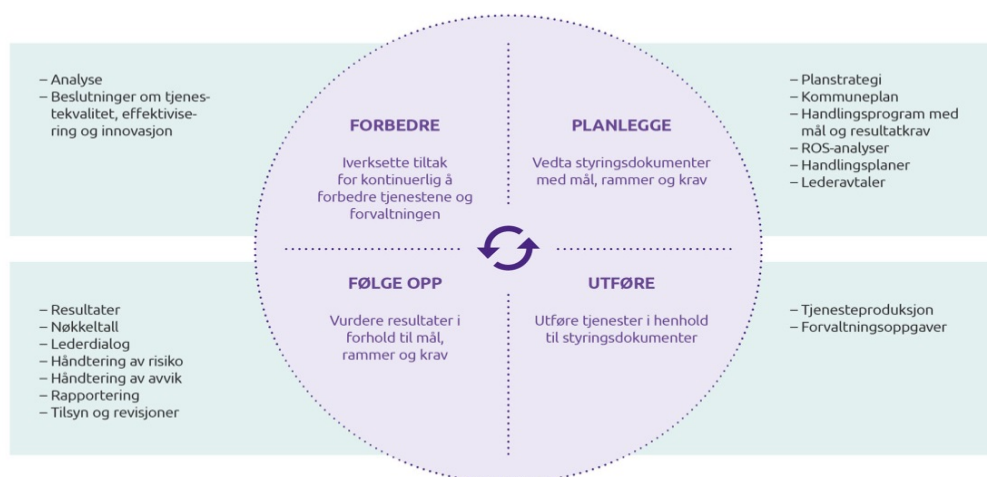 – Analyse
– Beslutninger om tjenes-
tekvalitet, effektivise-
ring og innovasjon
FORBEDRE
Iverksette tiltak
for kontinuerlig å
forbedre tjenestene og
forvaltningen
PLANLEGGE
Vedta styringsdokumenter
med mål, rammer og krav
– Planstrategi
– Kommuneplan
– Handlingsprogram med
mål og resultatkrav
– ROS-analyser
– Handlingsplaner
– Lederavtaler
– Resultater
– Nøkkeltall
– Lederdialog
– Håndtering av risiko
– Håndtering av avvik
– Rapportering
– Tilsyn og revisjoner
FØLGE OPP
Vurdere resultater i
forhold til mål,
rammer og krav
UTFØRE
Utføre tjenester i henhold
til styringsdokumenter
– Tjenesteproduksjon
– Forvaltningsoppgaver